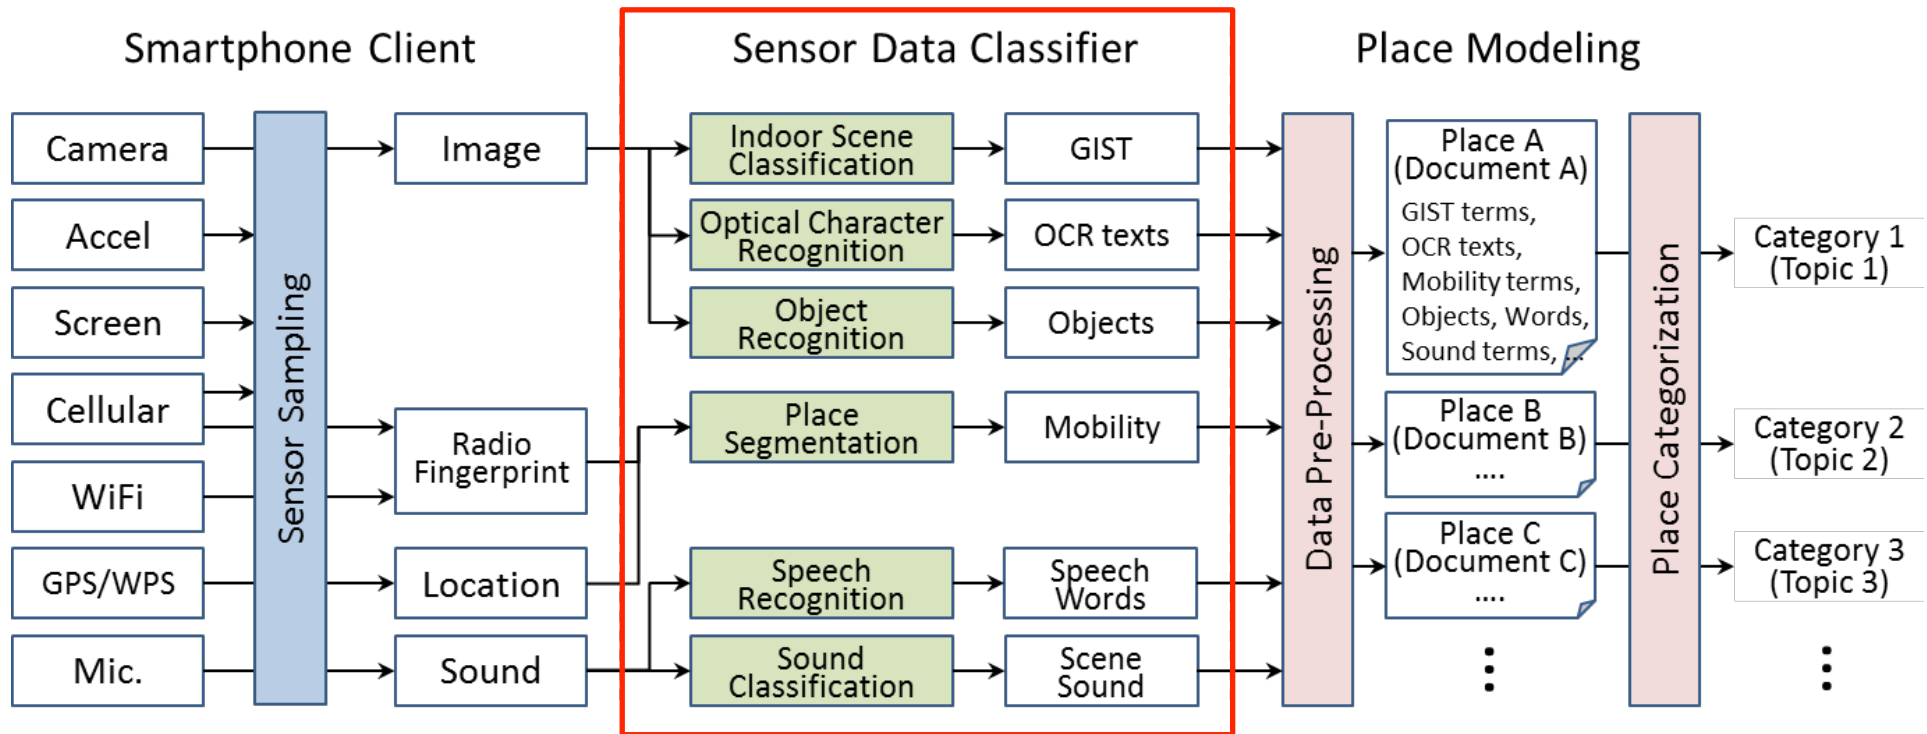 Smartphone Client
Sensor Data Classifier
Place Modeling
Camera
Accel
Screen
Cellular
WiFi
GPS/WPS
Mic.
Sensor Sampling
Image
Radio
Fingerprint
Location
Sound
Indoor Scene
Classification
Optical Character
Recognition
Object
Recognition
Place
Segmentation
Speech
Recognition
Sound
Classification
GIST
OCR texts
Objects
Mobility
Speech
Words
Scene
Sound
Data Pre-Processing
Place A
(Document A)
GIST terms,
OCR texts,
Mobility terms,
Objects, Words,
Sound terms, ...
Place B
(Document B)
....
Place C
(Document C)
....
Place Categorization
Category 1
(Topic 1)
Category 2
(Topic 2)
Category 3
(Topic 3)